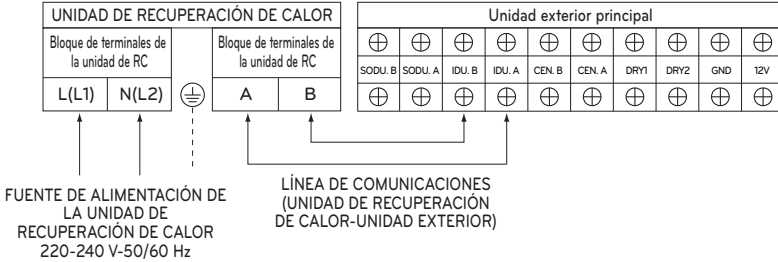 UNIDAD DE RECUPERACIÓN DE CALOR
Bloque de terminales de
la unidad de RC
Bloque de terminales de
la unidad de RC
L(L1) N(L2) A B
Unidad exterior principal
SODU. B SODU. A IDU. B IDU. A CEN. B CEN. A DRY1 DRY2 GND 12V
FUENTE DE ALIMENTACIÓN DE
LA UNIDAD DE
RECUPERACIÓN DE CALOR
220-240 V-50/60 Hz
LÍNEA DE COMUNICACIONES
(UNIDAD DE RECUPERACIÓN
DE CALOR-UNIDAD EXTERIOR)